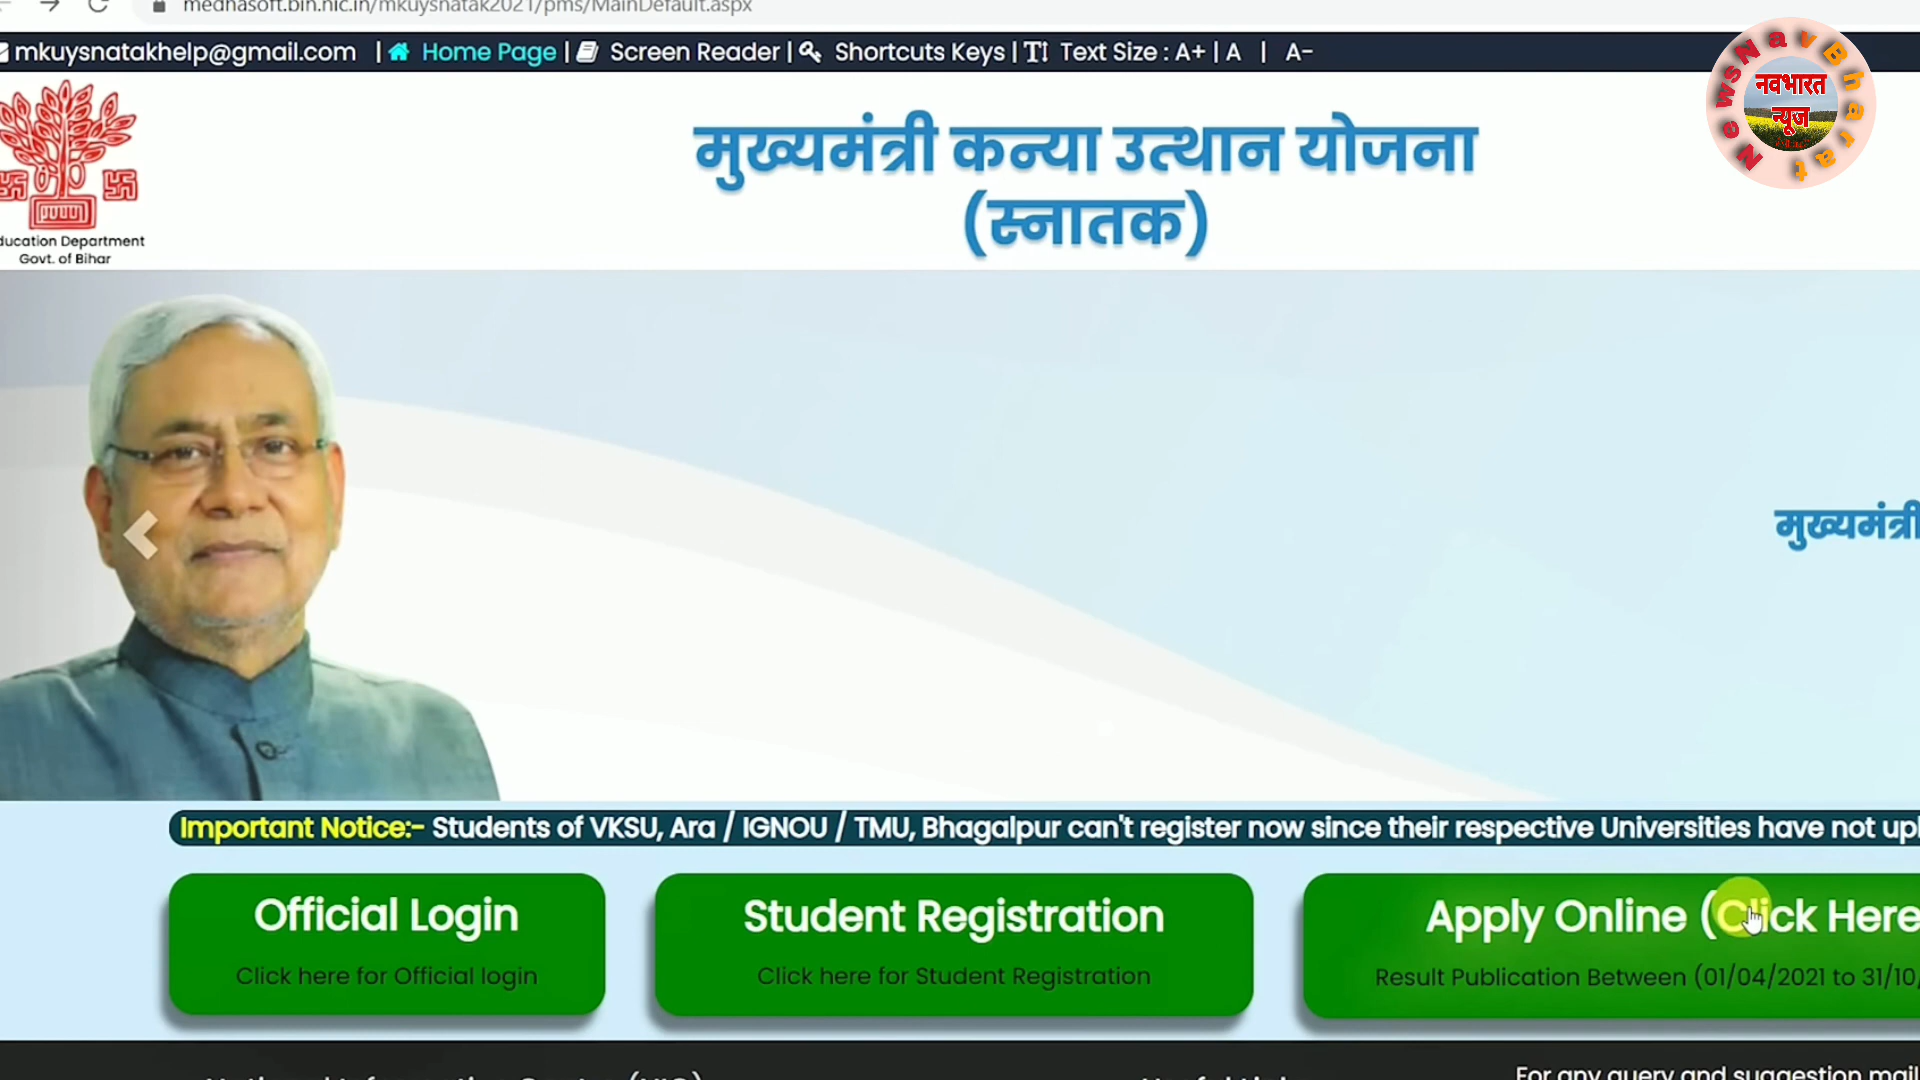 medhasoft.bih.nic.in/mkuysnatak2021/pms/MainDefault.aspx
mkuysnatakhelp@gmail.com | Home Page | Screen Reader | Shortcuts Keys | Text Size : A+ | A | A-
NewsNavBharat
नवभारत
न्यूज
मुख्यमंत्री कन्या उत्थान योजना
(स्नातक)
Education Department
Govt. of Bihar
मुख्यमंत्री
Important Notice:- Students of VKSU, Ara / IGNOU / TMU, Bhagalpur can't register now since their respective Universities have not
Official Login
Click here for Official login
Student Registration
Click here for Student Registration
Apply Online (Click Here
Result Publication Between (01/04/2021 to 31/10/
For any query and suggestion mail